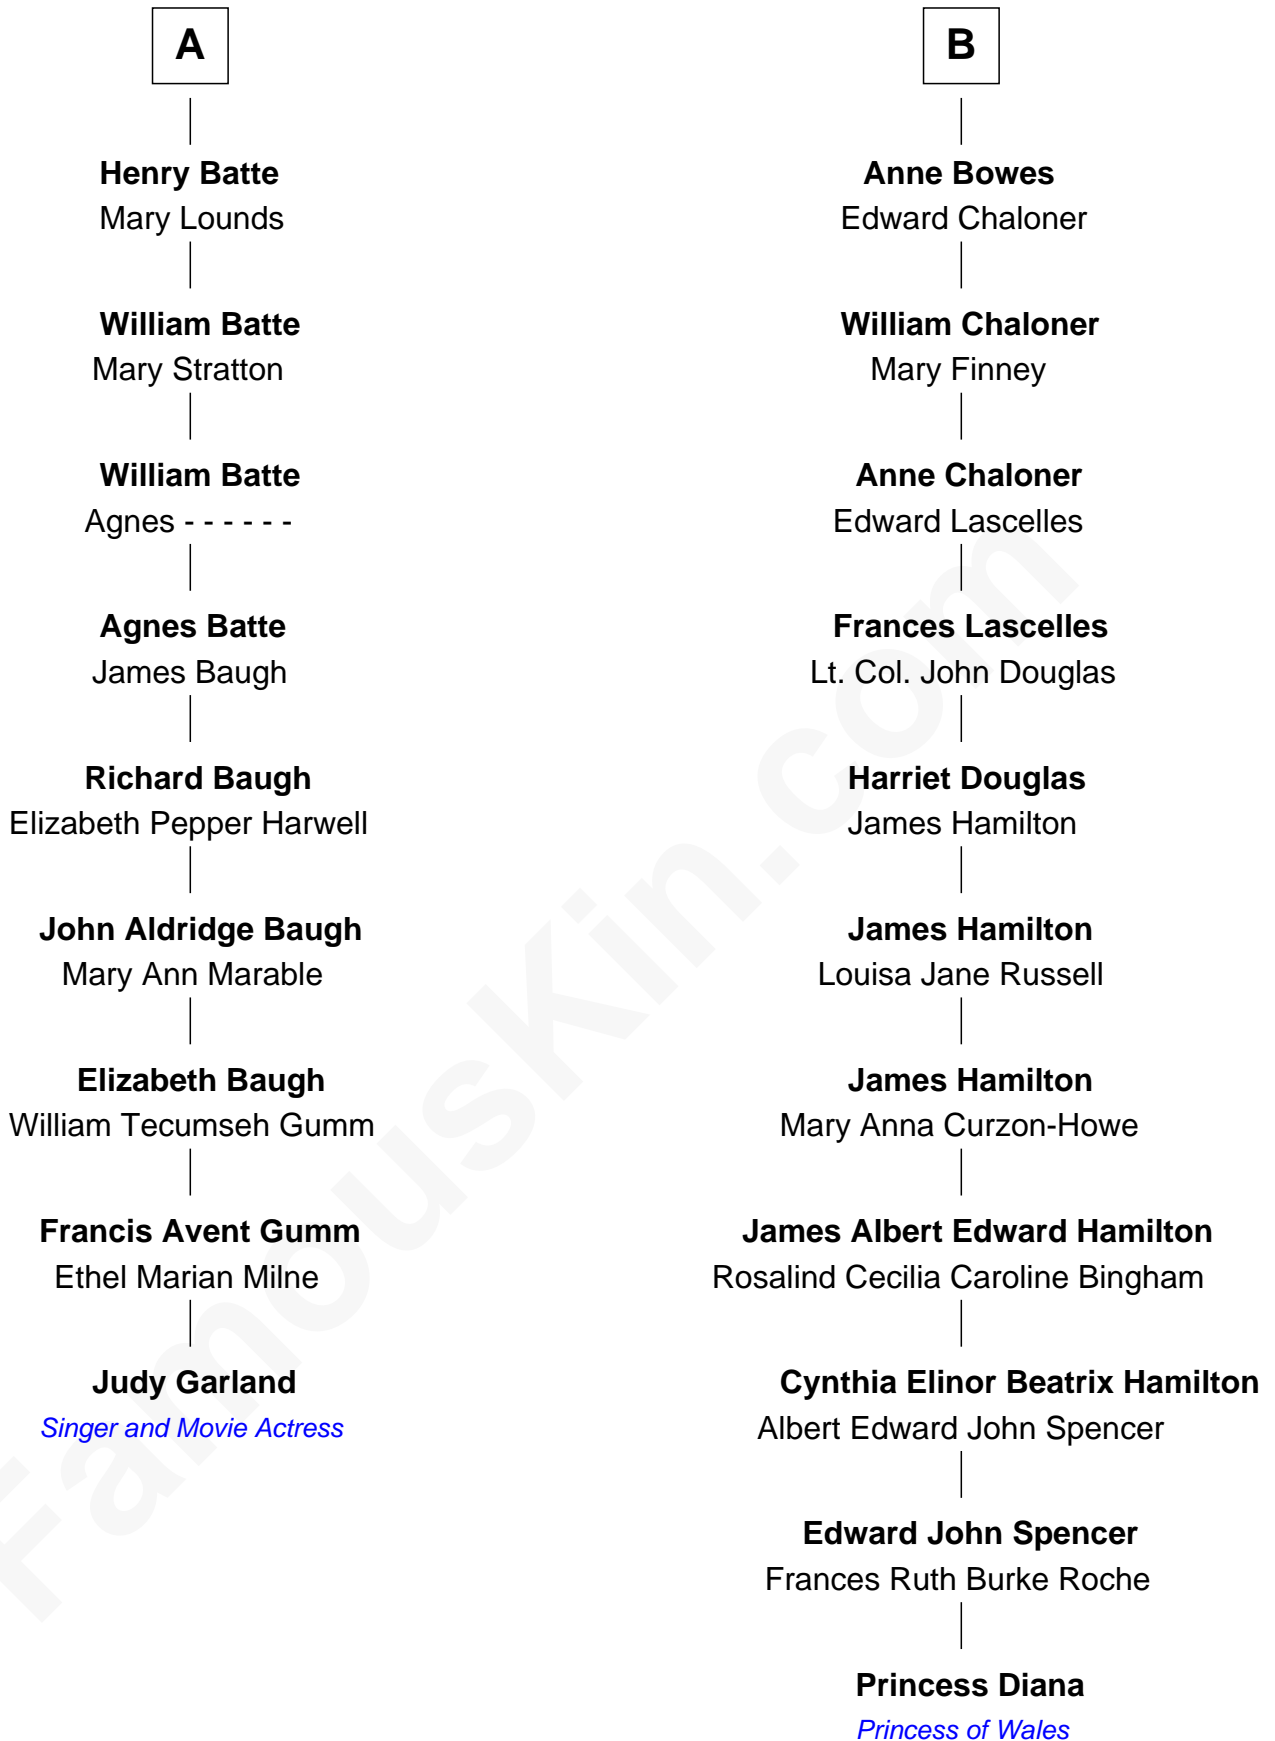 A
Henry Batte
Mary Lounds
William Batte
Mary Stratton
William Batte
Agnes - - - - - -
Agnes Batte
James Baugh
Richard Baugh
Elizabeth Pepper Harwell
John Aldridge Baugh
Mary Ann Marable
Elizabeth Baugh
William Tecumseh Gumm
Francis Avent Gumm
Ethel Marian Milne
Judy Garland
Singer and Movie Actress
B
Anne Bowes
Edward Chaloner
William Chaloner
Mary Finney
Anne Chaloner
Edward Lascelles
Frances Lascelles
Lt. Col. John Douglas
Harriet Douglas
James Hamilton
James Hamilton
Louisa Jane Russell
James Hamilton
Mary Anna Curzon-Howe
James Albert Edward Hamilton
Rosalind Cecilia Caroline Bingham
Cynthia Elinor Beatrix Hamilton
Albert Edward John Spencer
Edward John Spencer
Frances Ruth Burke Roche
Princess Diana
Princess of Wales
FamousKin.com